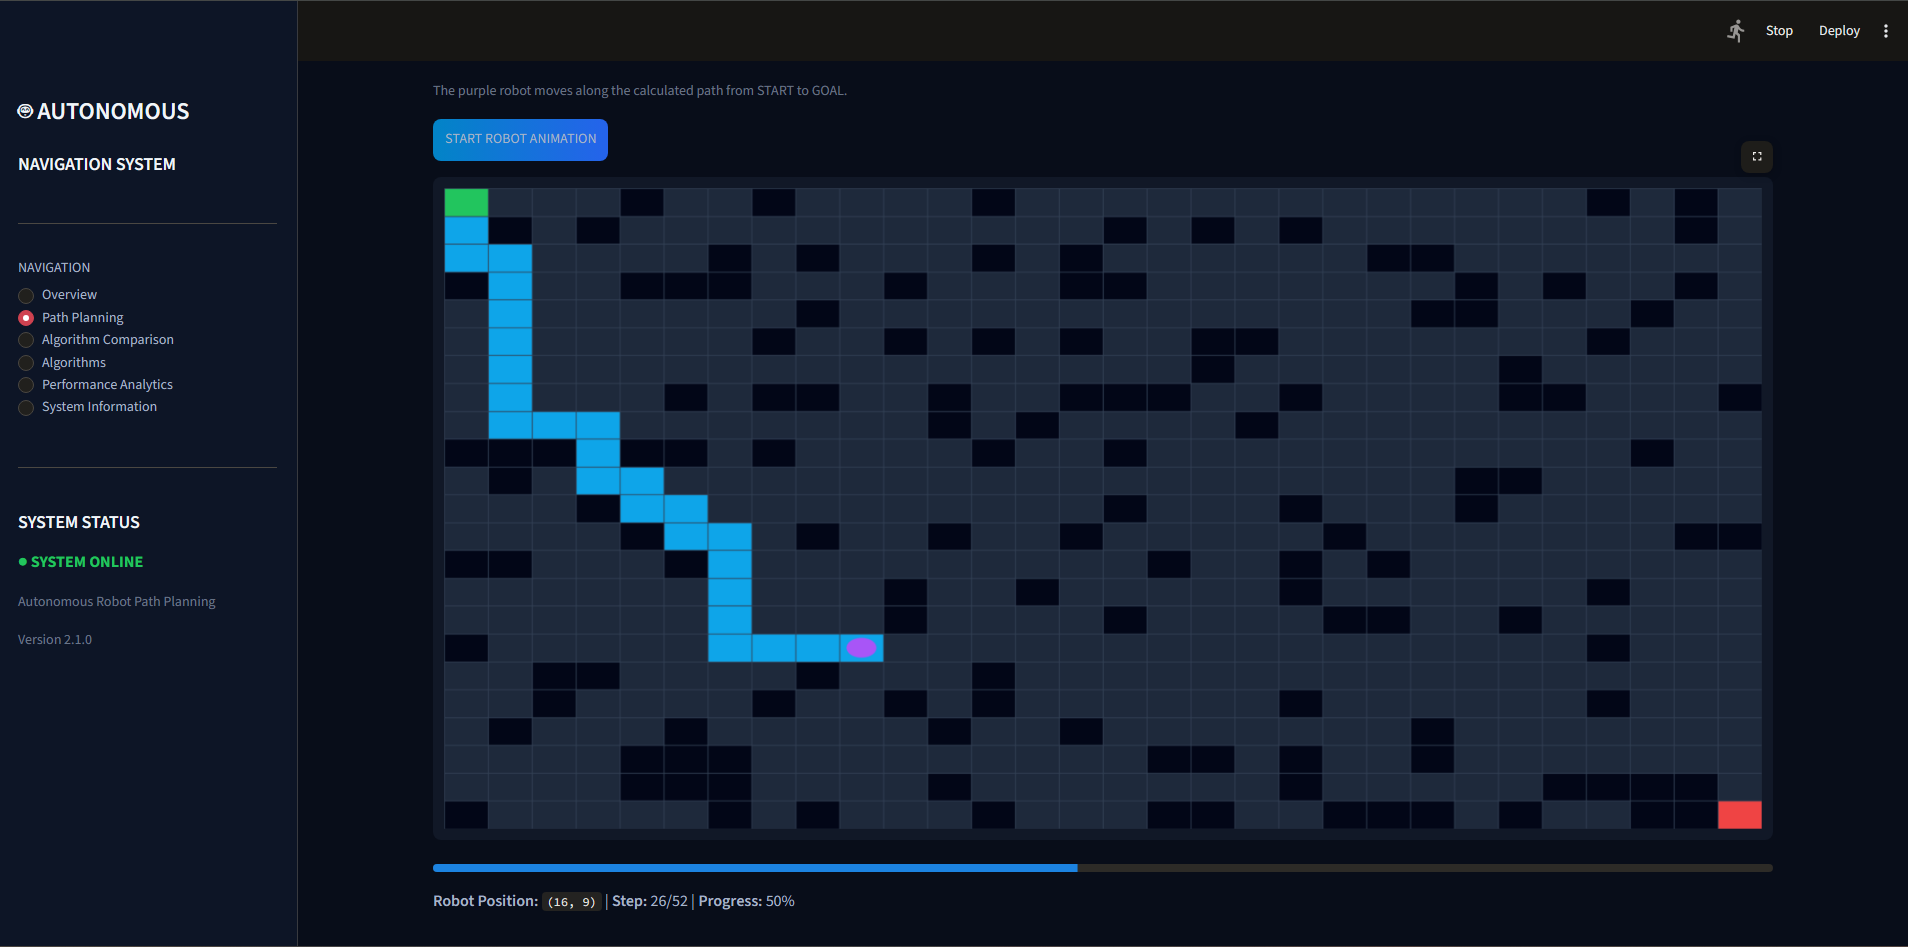 AUTONOMOUS
NAVIGATION SYSTEM
NAVIGATION
Overview
Path Planning
Algorithm Comparison
Algorithms
Performance Analytics
System Information
SYSTEM STATUS
SYSTEM ONLINE
Autonomous Robot Path Planning
Version 2.1.0
Stop
Deploy
The purple robot moves along the calculated path from START to GOAL.
START ROBOT ANIMATION
Robot Position: (16, 9) | Step: 26/52 | Progress: 50%